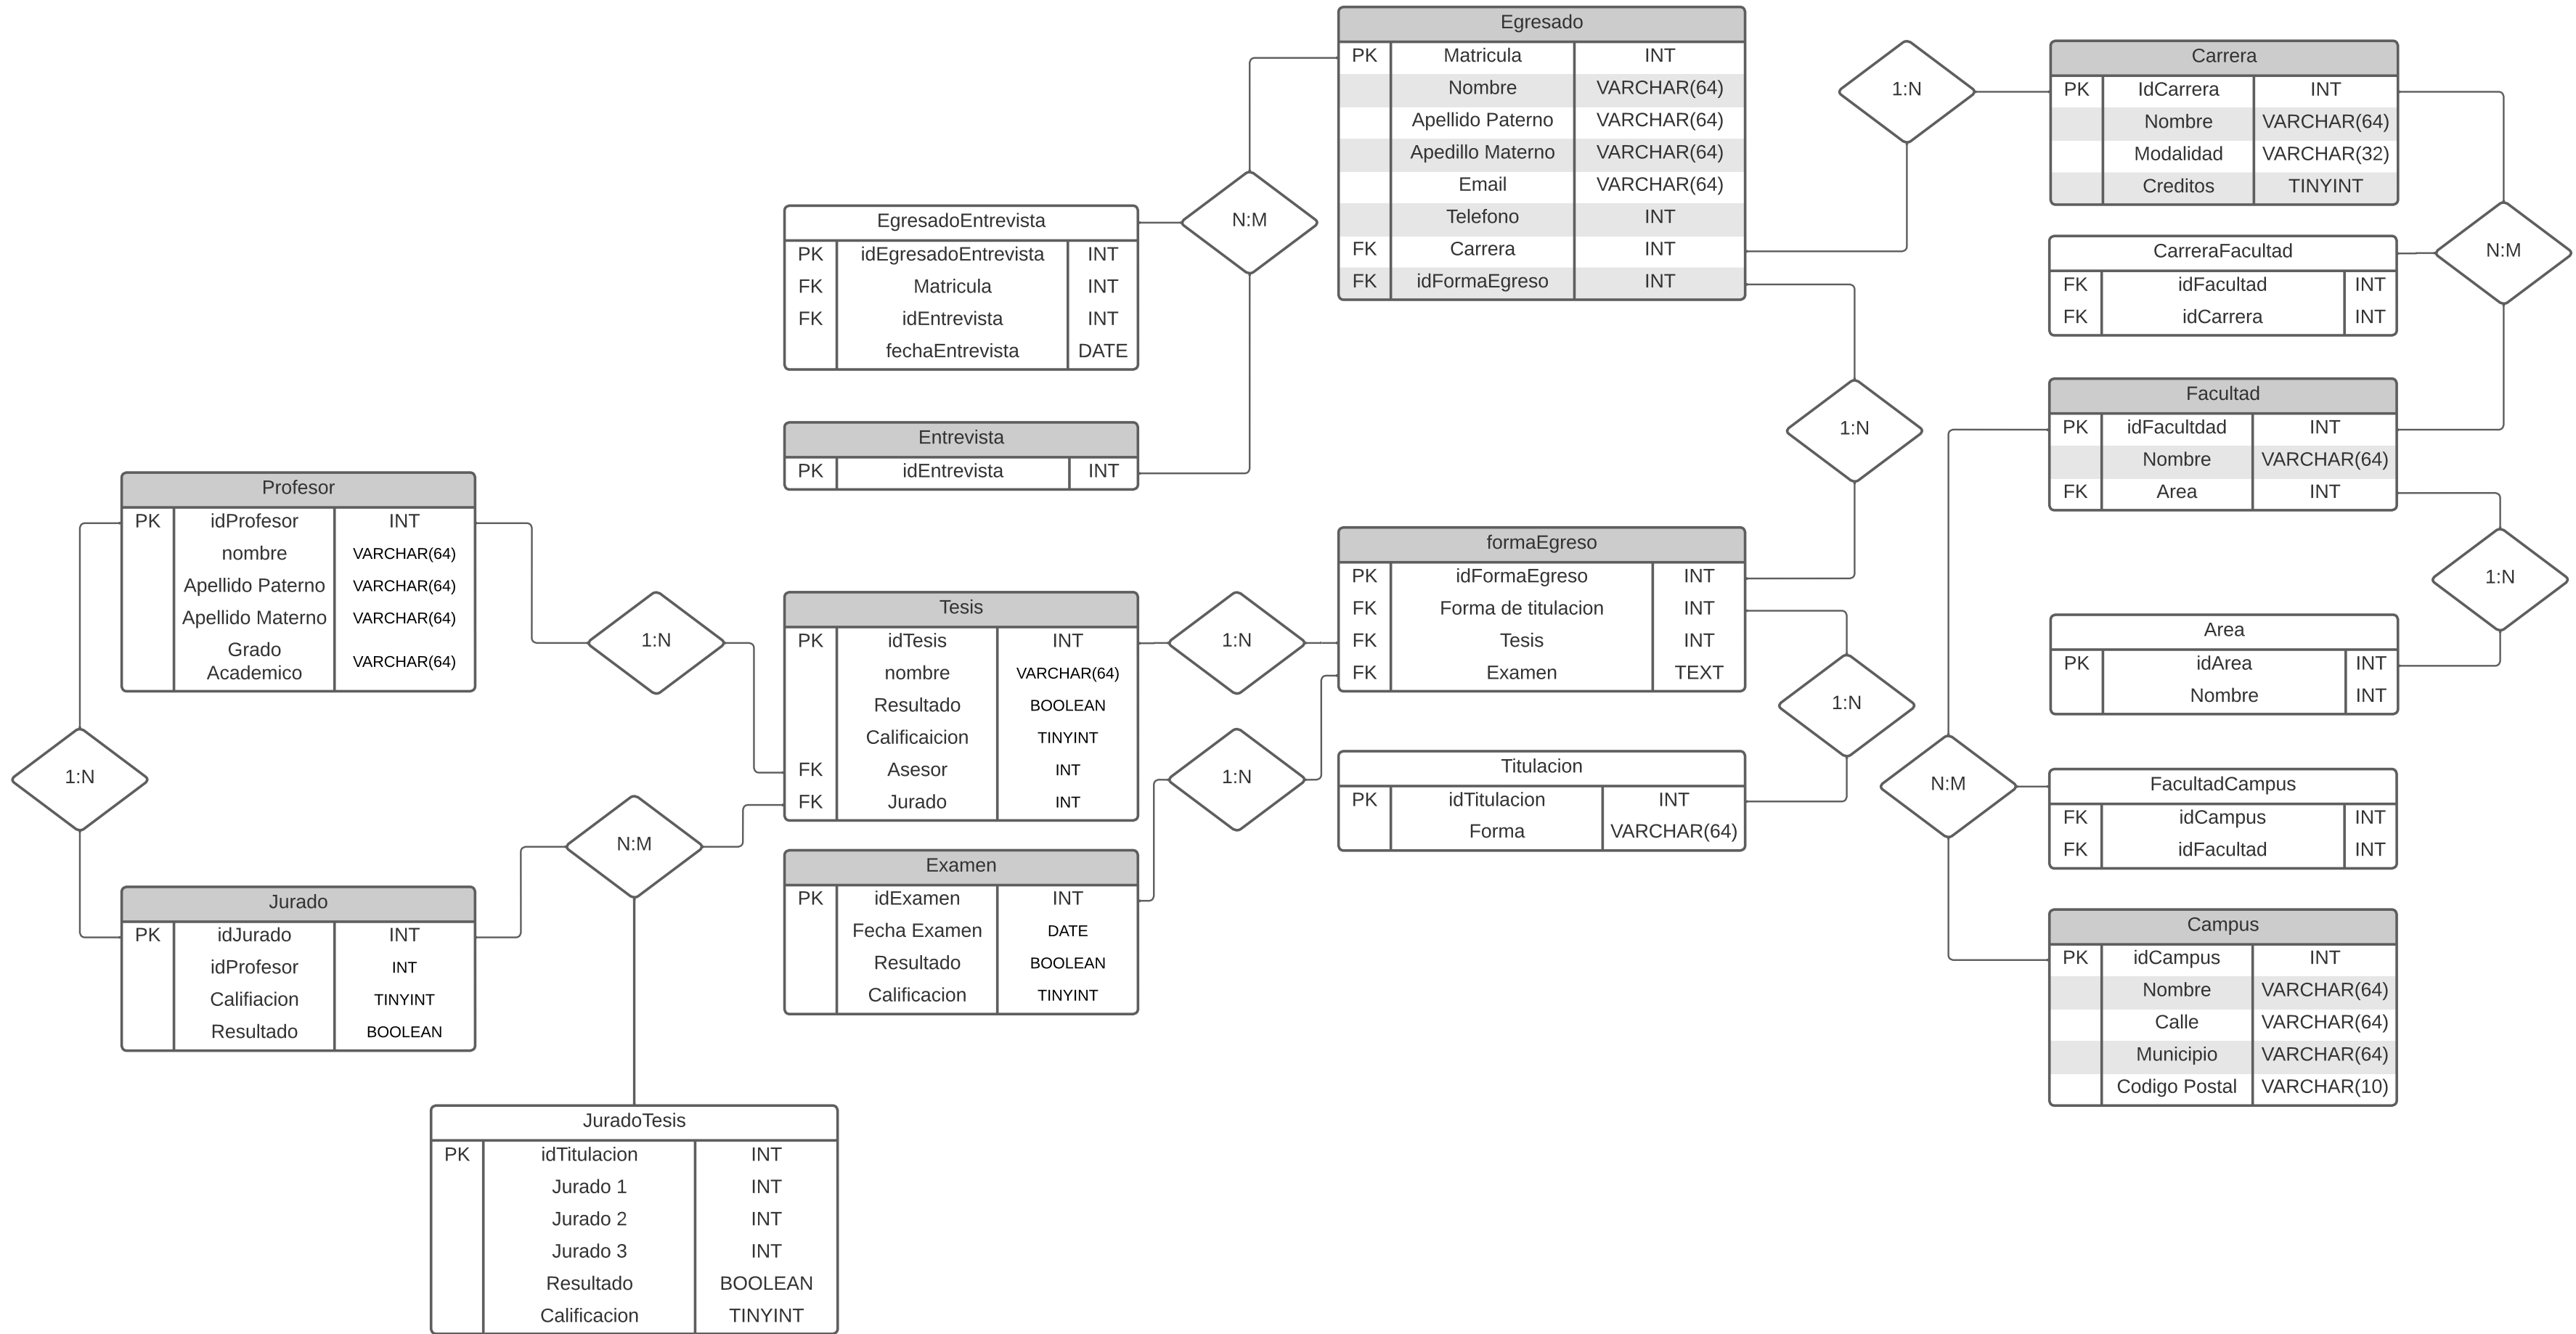 Egresado
PK Matricula INT
Nombre VARCHAR(64)
Apellido Paterno VARCHAR(64)
Apedillo Materno VARCHAR(64)
Email VARCHAR(64)
Telefono INT
FK Carrera INT
FK idFormaEgreso INT
1:N
Carrera
PK IdCarrera INT
Nombre VARCHAR(64)
Modalidad VARCHAR(32)
Creditos TINYINT
N:M
EgresadoEntrevista
PK idEgresadoEntrevista INT
FK Matricula INT
FK idEntrevista INT
fechaEntrevista DATE
N:M
CarreraFacultad
FK idFacultad INT
FK idCarrera INT
N:M
Entrevista
PK idEntrevista INT
1:N
Facultad
PK idFacultdad INT
Nombre VARCHAR(64)
FK Area INT
1:N
Profesor
PK idProfesor INT
nombre VARCHAR(64)
Apellido Paterno VARCHAR(64)
Apellido Materno VARCHAR(64)
Grado
Academico VARCHAR(64)
1:N
Tesis
PK idTesis INT
nombre VARCHAR(64)
Resultado BOOLEAN
Calificaicion TINYINT
FK Asesor INT
FK Jurado INT
1:N
formaEgreso
PK idFormaEgreso INT
FK Forma de titulacion INT
FK Tesis INT
FK Examen TEXT
1:N
Area
PK idArea INT
Nombre INT
1:N
1:N
Titulacion
PK idTitulacion INT
Forma VARCHAR(64)
N:M
FacultadCampus
FK idCampus INT
FK idFacultad INT
Jurado
PK idJurado INT
idProfesor INT
Califiacion TINYINT
Resultado BOOLEAN
N:M
Examen
PK idExamen INT
Fecha Examen DATE
Resultado BOOLEAN
Calificacion TINYINT
Campus
PK idCampus INT
Nombre VARCHAR(64)
Calle VARCHAR(64)
Municipio VARCHAR(64)
Codigo Postal VARCHAR(10)
JuradoTesis
PK idTitulacion INT
Jurado 1 INT
Jurado 2 INT
Jurado 3 INT
Resultado BOOLEAN
Calificacion TINYINT